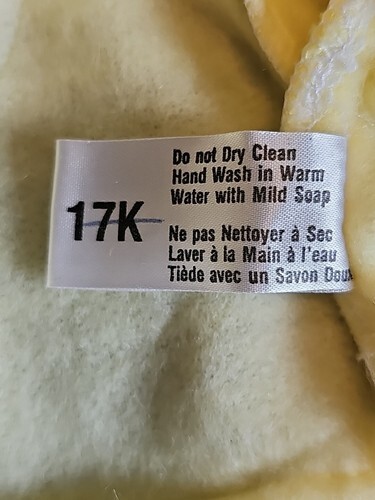 Do not Dry Clean
Hand Wash in Warm
Water with Mild Soap
17K
Ne pas Nettoyer à Sec
Laver à la Main à l'eau
Tiède avec un Savon Doux